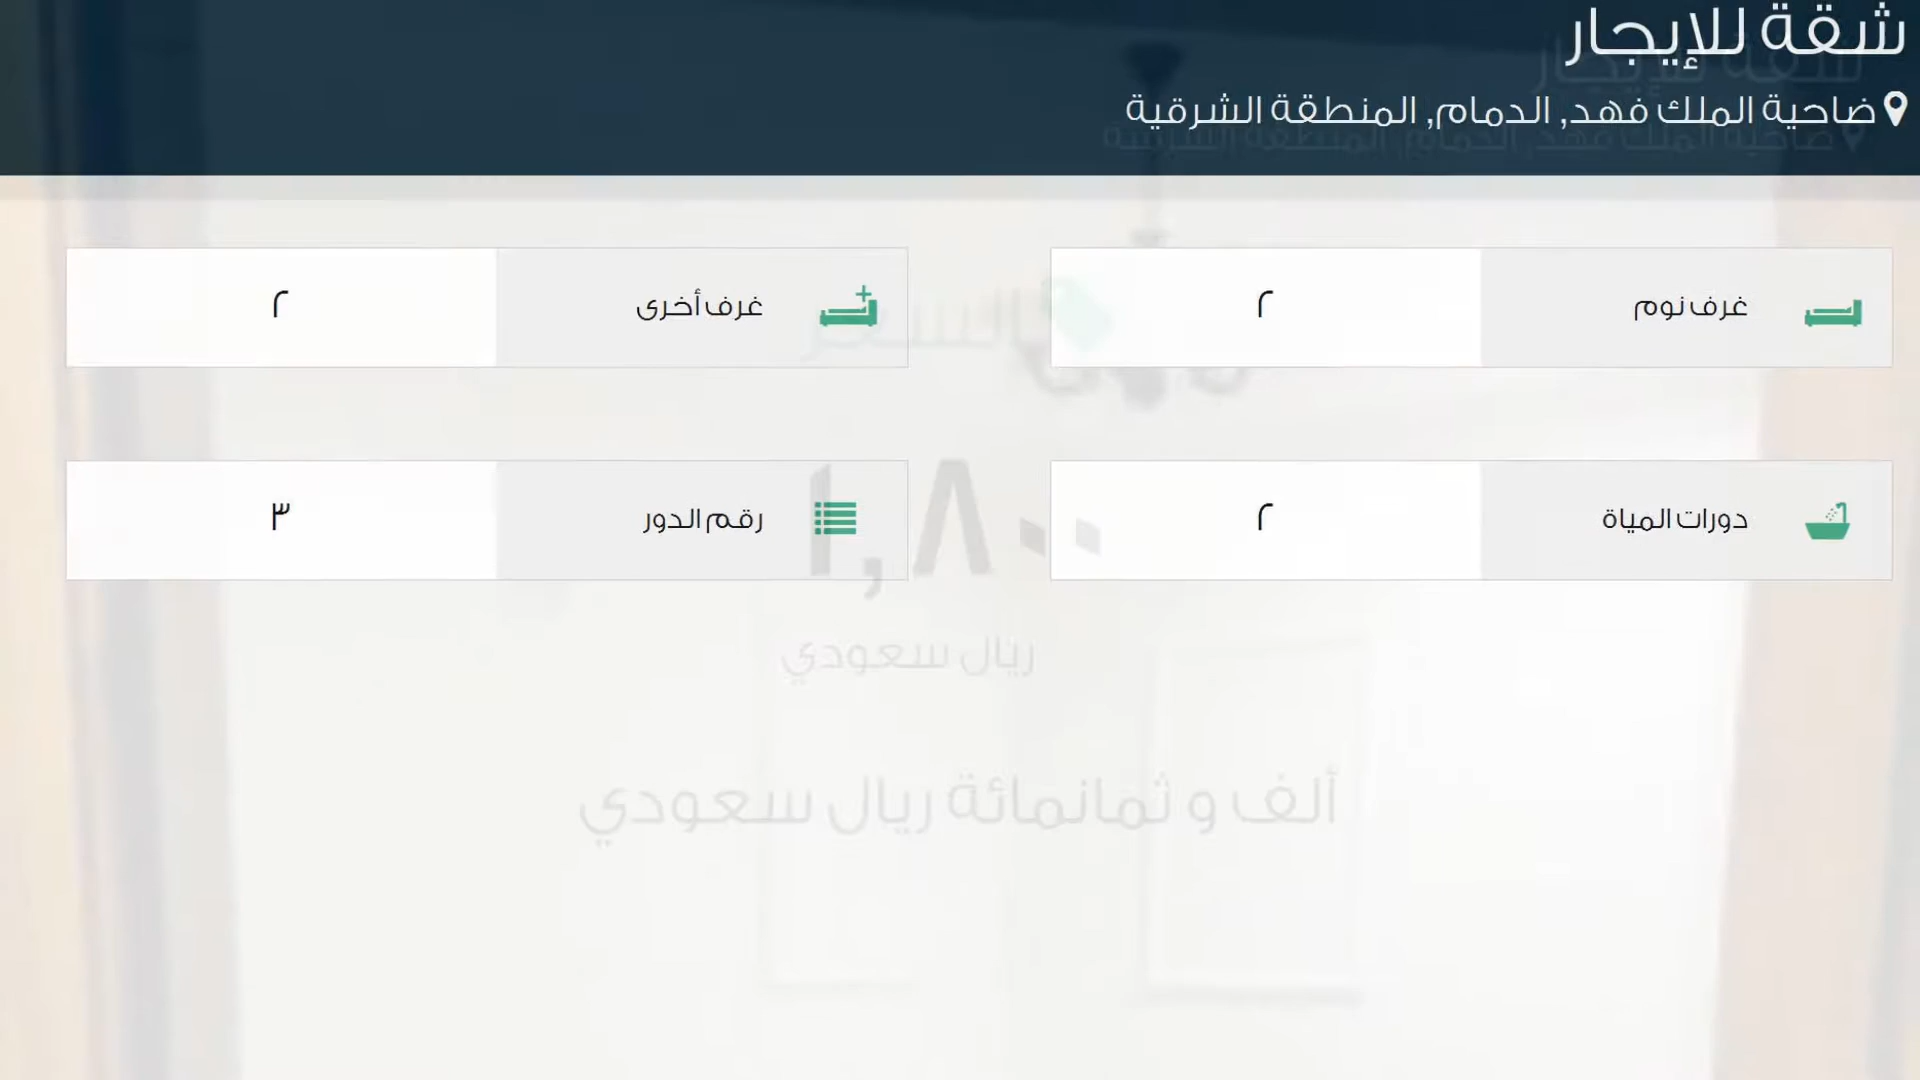 شقة للإيجار
ضاحية الملك فهد, الدمام, المنطقة الشرقية
غرف نوم ٢
غرف أخرى ٢
دورات المياة ٢
رقم الدور ٣
السعر
١,٨٠٠
ريال سعودي
ألف و ثمانمائة ريال سعودي